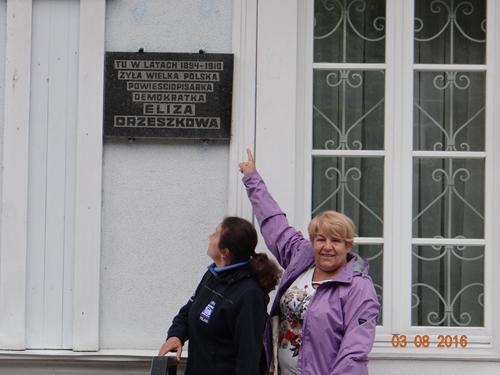 TU W LATACH 1894-1910
ŻYŁA WIELKA POLSKA
POWIEŚCIOPISARKA
DEMOKRATKA
ELIZA
ORZESZKOWA
03 08 2016